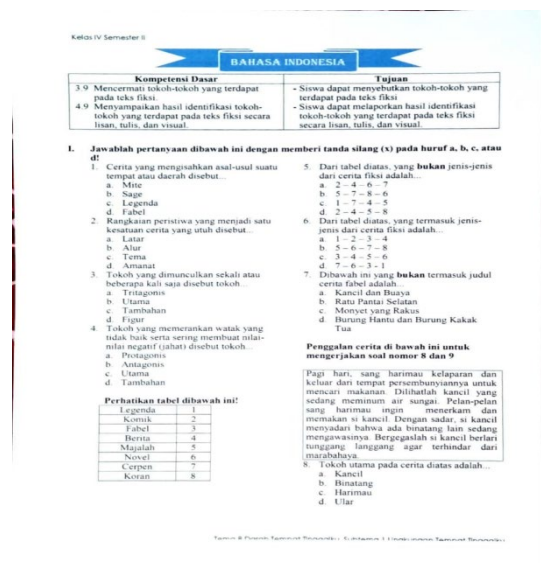 Kelas IV Semester II
BAHASA INDONESIA
Kompetensi Dasar
3.9 Mencermati tokoh-tokoh yang terdapat
pada teks fiksi.
4.9 Menyampaikan hasil identifikasi tokoh-
tokoh yang terdapat pada teks fiksi secara
lisan, tulis, dan visual.
Tujuan
- Siswa dapat menyebutkan tokoh-tokoh yang
terdapat pada teks fiksi
- Siswa dapat melaporkan hasil identifikasi
tokoh-tokoh yang terdapat pada teks fiksi
secara lisan, tulis, dan visual.
I. Jawablah pertanyaan dibawah ini dengan memberi tanda silang (x) pada huruf a, b, c, atau
d!
1. Cerita yang mengisahkan asal-usul suatu
tempat atau daerah disebut...
a. Mite
b. Sage
c. Legenda
d. Fabel
2. Rangkaian peristiwa yang menjadi satu
kesatuan cerita yang utuh disebut...
a. Latar
b. Alur
c. Tema
d. Amanat
3. Tokoh yang dimunculkan sekali atau
beberapa kali saja disebut tokoh...
a. Tritagonis
b. Utama
c. Tambahan
d. Figur
4. Tokoh yang memerankan watak yang
tidak baik serta sering membuat nilai-
nilai negatif (jahat) disebut tokoh...
a. Protagonis
b. Antagonis
c. Utama
d. Tambahan
Perhatikan tabel dibawah ini!
Legenda 1
Komik 2
Fabel 3
Berita 4
Majalah 5
Novel 6
Cerpen 7
Koran 8
5. Dari tabel diatas, yang bukan jenis-jenis
dari cerita fiksi adalah...
a. 2 – 4 – 6 – 7
b. 5 – 7 – 8 – 6
c. 1 – 7 – 4 – 5
d. 2 – 4 – 5 – 8
6. Dari tabel diatas, yang termasuk jenis-
jenis dari cerita fiksi adalah...
a. 1 – 2 – 3 – 4
b. 5 – 6 – 7 – 8
c. 3 – 4 – 5 – 6
d. 7 – 6 – 3 - 1
7. Dibawah ini yang bukan termasuk judul
cerita fabel adalah...
a. Kancil dan Buaya
b. Ratu Pantai Selatan
c. Monyet yang Rakus
d. Burung Hantu dan Burung Kakak
Tua
Penggalan cerita di bawah ini untuk
mengerjakan soal nomor 8 dan 9
Pagi hari, sang harimau kelaparan dan
keluar dari tempat persembunyiannya untuk
mencari makanan. Dilihatlah kancil yang
sedang meminum air sungai. Pelan-pelan
sang harimau ingin menerkam dan
memakan si kancil. Dengan sadar, si kancil
menyadari bahwa ada binatang lain sedang
mengawasinya. Bergegaslah si kancil berlari
tunggang langgang agar terhindar dari
marabahaya.
8. Tokoh utama pada cerita diatas adalah...
a. Kancil
b. Binatang
c. Harimau
d. Ular
Tema 8 Daerah Tempat Tinggalku, Subtema 1 Lingkungan Tempat Tinggalku